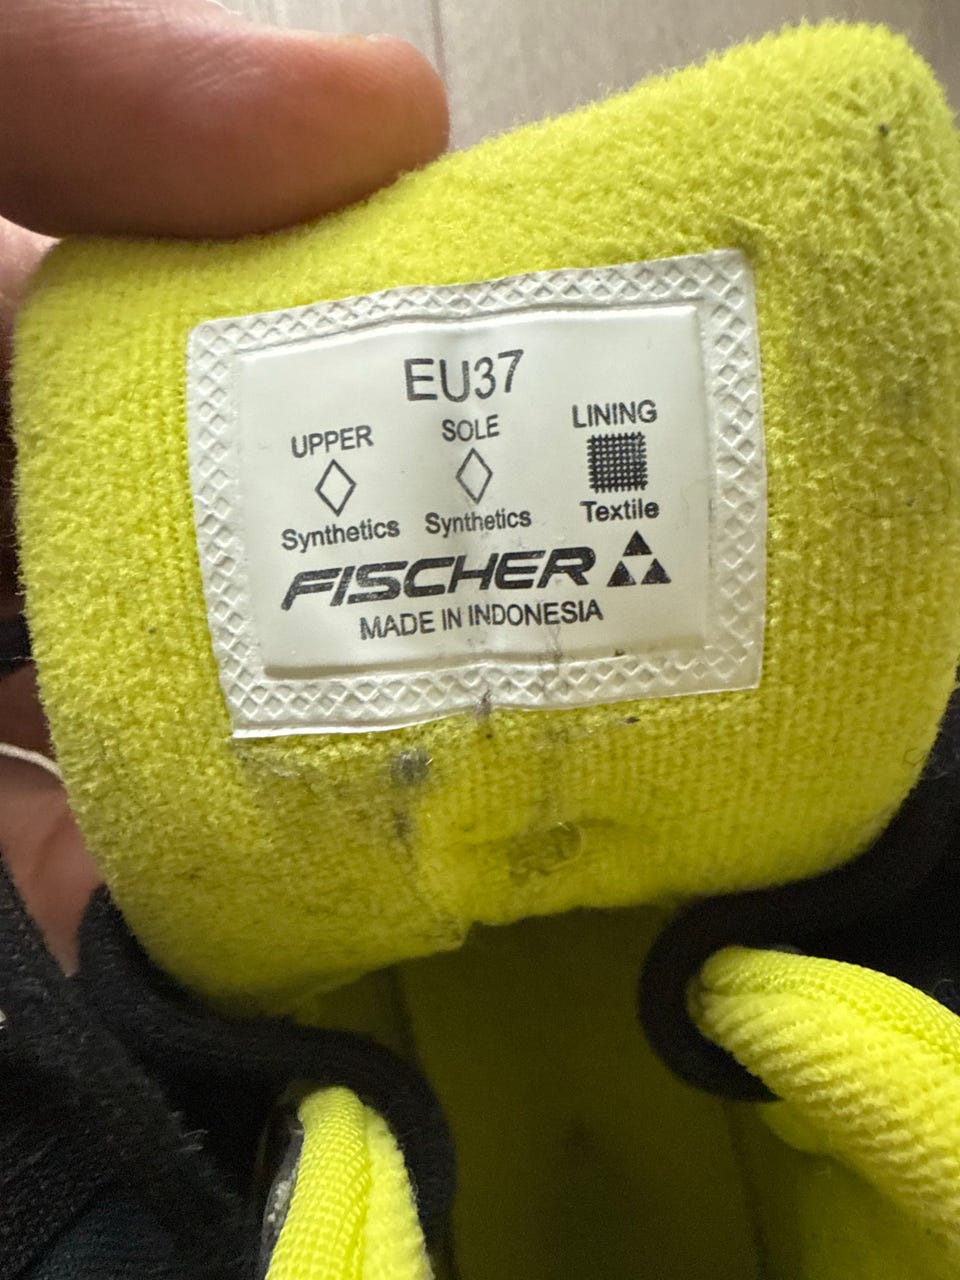 EU37
UPPER SOLE LINING
Synthetics Synthetics Textile
FISCHER
MADE IN INDONESIA